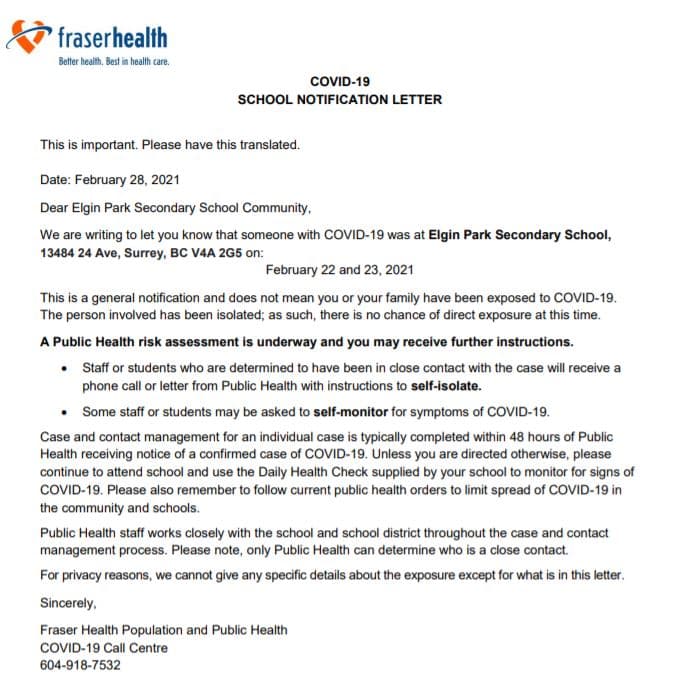 fraserhealth
Better health. Best in health care.
COVID-19
SCHOOL NOTIFICATION LETTER
This is important. Please have this translated.
Date: February 28, 2021
Dear Elgin Park Secondary School Community,
We are writing to let you know that someone with COVID-19 was at Elgin Park Secondary School,
13484 24 Ave, Surrey, BC V4A 2G5 on:
February 22 and 23, 2021
This is a general notification and does not mean you or your family have been exposed to COVID-19.
The person involved has been isolated; as such, there is no chance of direct exposure at this time.
A Public Health risk assessment is underway and you may receive further instructions.
• Staff or students who are determined to have been in close contact with the case will receive a
phone call or letter from Public Health with instructions to self-isolate.
• Some staff or students may be asked to self-monitor for symptoms of COVID-19.
Case and contact management for an individual case is typically completed within 48 hours of Public
Health receiving notice of a confirmed case of COVID-19. Unless you are directed otherwise, please
continue to attend school and use the Daily Health Check supplied by your school to monitor for signs of
COVID-19. Please also remember to follow current public health orders to limit spread of COVID-19 in
the community and schools.
Public Health staff works closely with the school and school district throughout the case and contact
management process. Please note, only Public Health can determine who is a close contact.
For privacy reasons, we cannot give any specific details about the exposure except for what is in this letter.
Sincerely,
Fraser Health Population and Public Health
COVID-19 Call Centre
604-918-7532